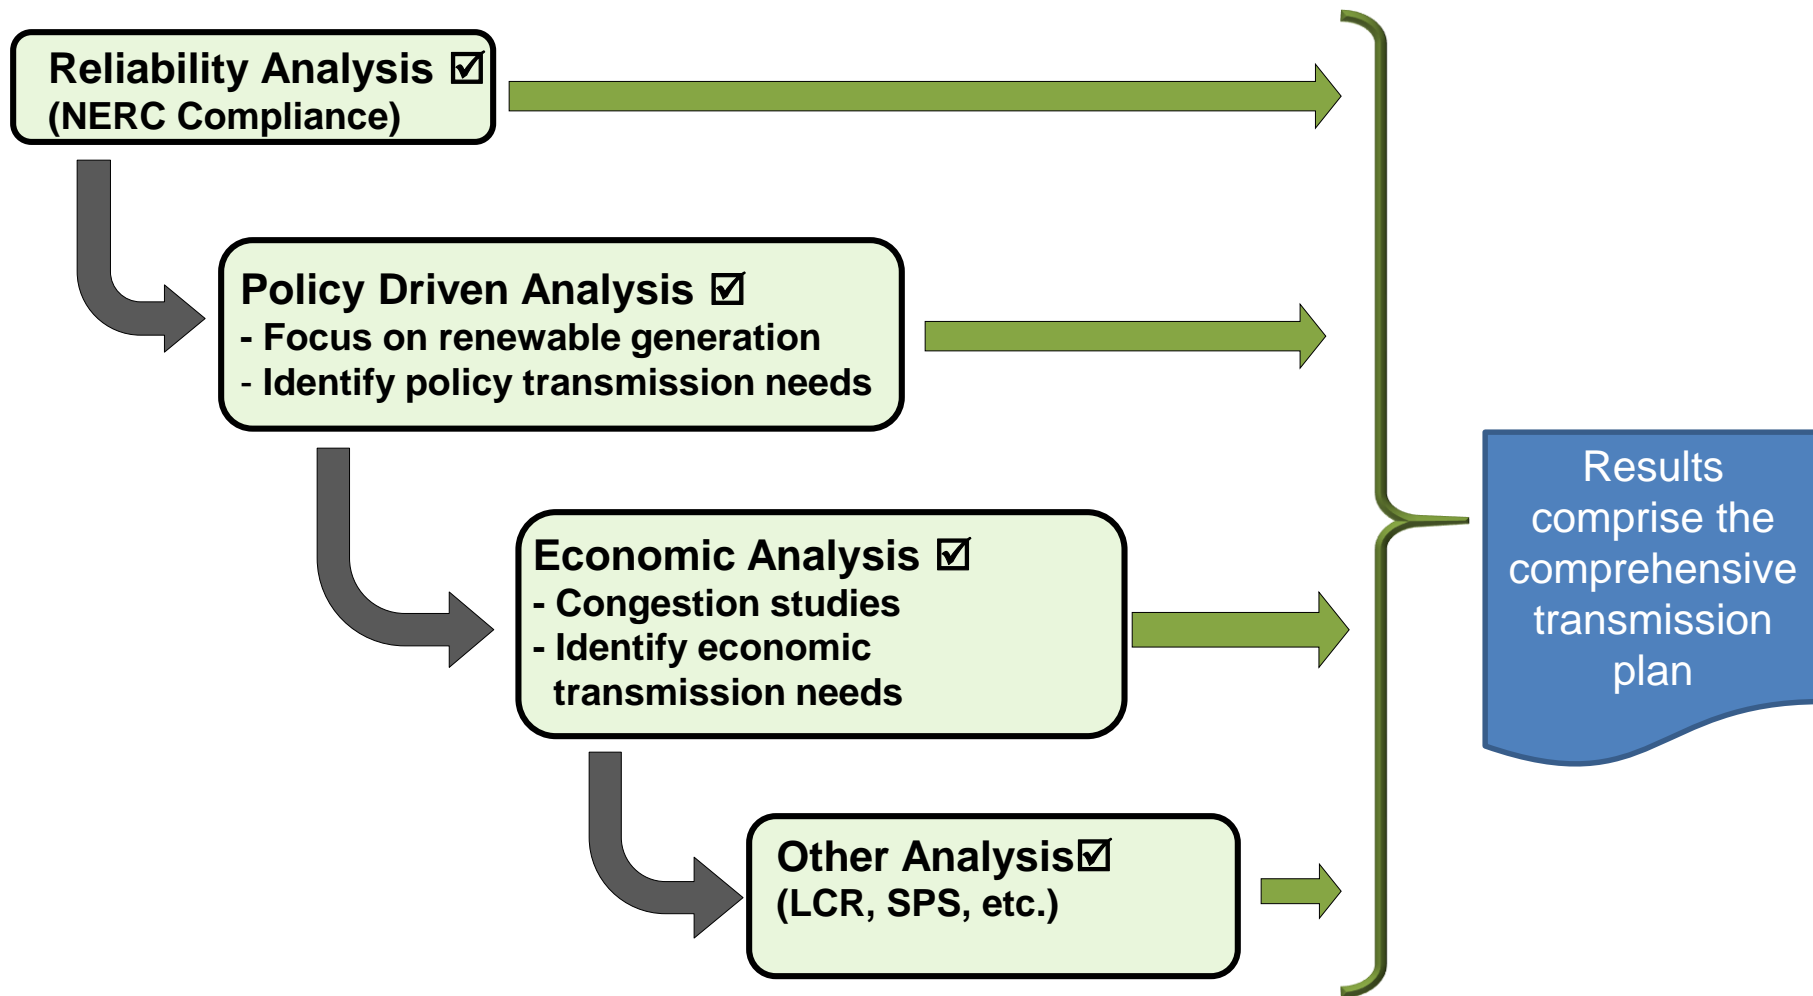 Reliability Analysis ☑
(NERC Compliance)
Policy Driven Analysis ☑
- Focus on renewable generation
- Identify policy transmission needs
Economic Analysis ☑
- Congestion studies
- Identify economic
transmission needs
Other Analysis☑
(LCR, SPS, etc.)
Results
comprise the
comprehensive
transmission
plan